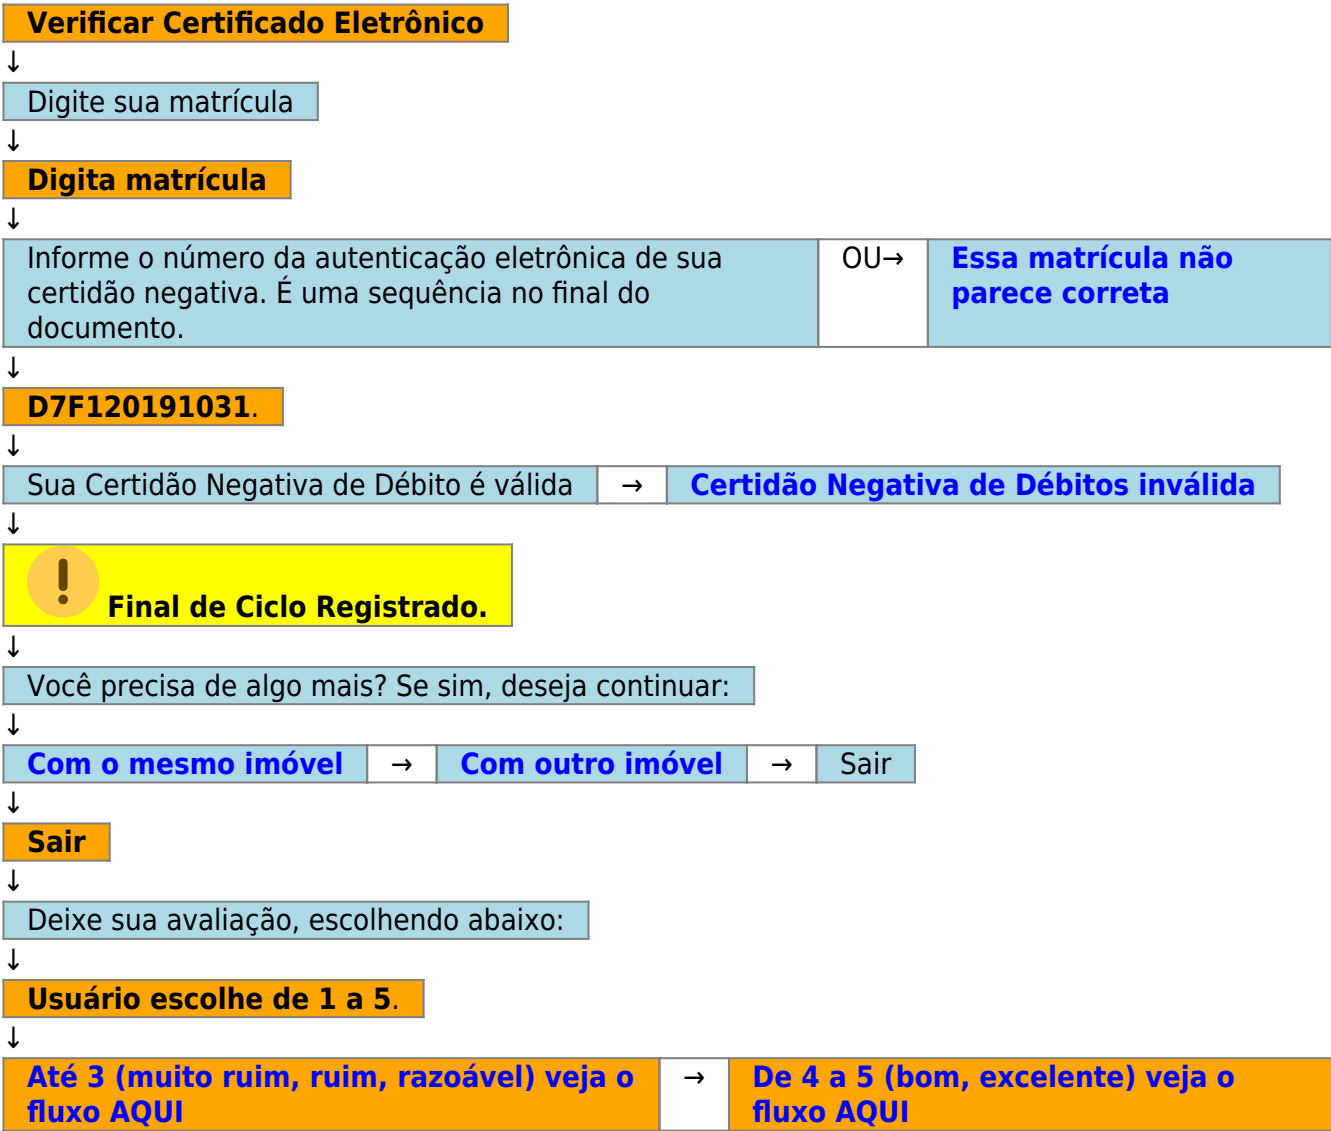 Verificar Certificado Eletrônico
↓
Digite sua matrícula
↓
Digita matrícula
↓
Informe o número da autenticação eletrônica de sua
certidão negativa. É uma sequência no final do
documento.
OU→
Essa matrícula não
parece correta
↓
D7F120191031.
↓
Sua Certidão Negativa de Débito é válida → Certidão Negativa de Débitos inválida
↓
! Final de Ciclo Registrado.
↓
Você precisa de algo mais? Se sim, deseja continuar:
↓
Com o mesmo imóvel → Com outro imóvel → Sair
↓
Sair
↓
Deixe sua avaliação, escolhendo abaixo:
↓
Usuário escolhe de 1 a 5.
↓
Até 3 (muito ruim, ruim, razoável) veja o
fluxo AQUI
→
De 4 a 5 (bom, excelente) veja o
fluxo AQUI